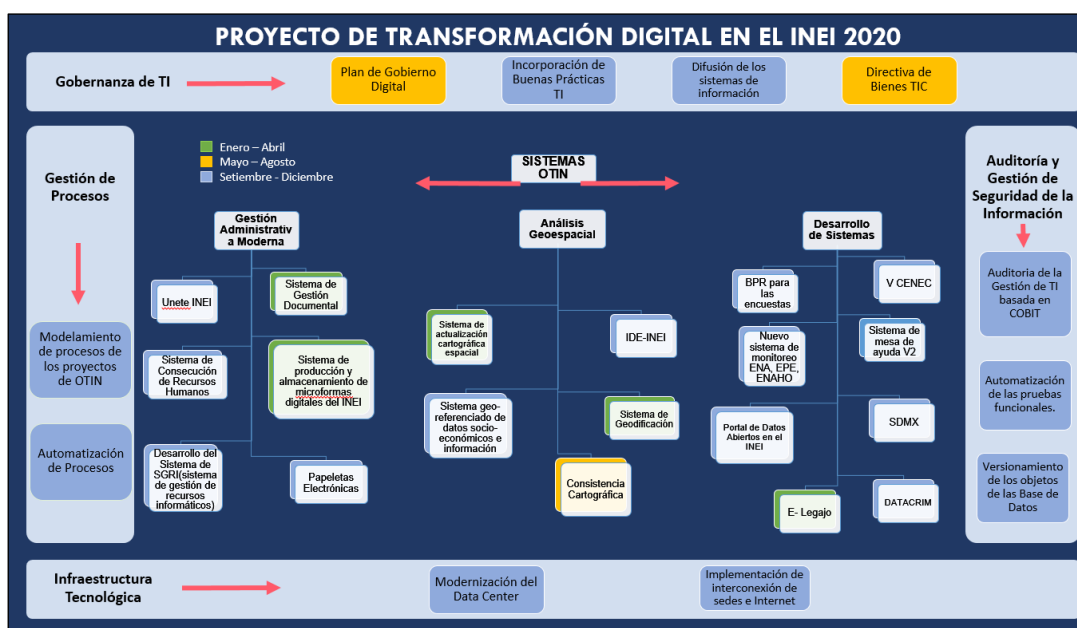 PROYECTO DE TRANSFORMACIÓN DIGITAL EN EL INEI 2020
Gobernanza de TI
Plan de Gobierno
Digital
Incorporación de
Buenas Prácticas
TI
Difusión de los
sistemas de
información
Directiva de
Bienes TIC
Gestión de
Procesos
Modelamiento de
procesos de los
proyectos de
OTIN
Automatización
de Procesos
Enero – Abril
Mayo – Agosto
Setiembre - Diciembre
SISTEMAS
OTIN
Gestión
Administrativ
a Moderna
Unete INEI
Sistema de
Gestión
Documental
Sistema de
Consecución de
Recursos
Humanos
Sistema de
producción y
almacenamiento de
microformas
digitales del INEI
Desarrollo del
Sistema de
SGRI(sistema
de gestión de
recursos
informáticos)
Papeletas
Electrónicas
Análisis
Geoespacial
Sistema de
actualización
cartográfica
espacial
IDE-INEI
Sistema geo-
referenciado de
datos socio-
económicos e
información
Sistema de
Geodificación
Consistencia
Cartográfica
Desarrollo
de Sistemas
BPR para
las
encuestas
V CENEC
Nuevo
sistema de
monitoreo
ENA, EPE,
ENAHO
Sistema
de mesa de
ayuda V2
Portal de Datos
Abiertos en el
INEI
SDMX
E- Legajo
DATACRIM
Auditoría y
Gestión de
Seguridad de la
Información
Auditoria de la
Gestión de TI
basada en
COBIT
Automatización
de las pruebas
funcionales.
Versionamiento
de los objetos
de las Base de
Datos
Infraestructura
Tecnológica
Modernización del
Data Center
Implementación de
interconexión de
sedes e Internet